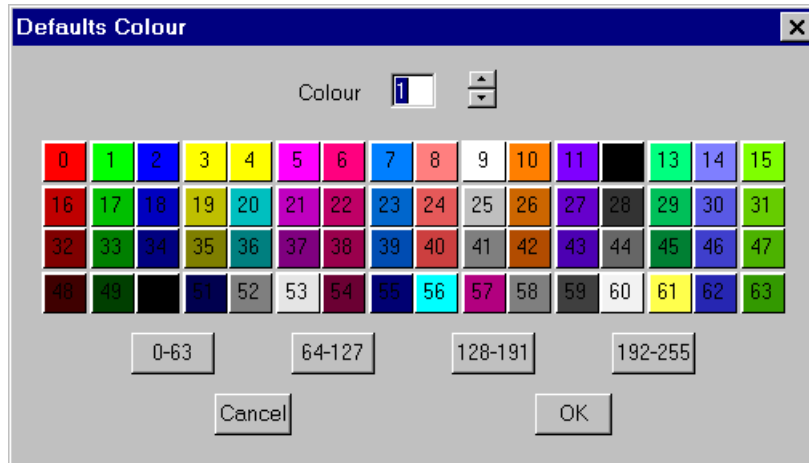 Defaults Colour
Colour 1
0 1 2 3 4 5 6 7 8 9 10 11 13 14 15
16 17 18 19 20 21 22 23 24 25 26 27 28 29 30 31
32 33 34 35 36 37 38 39 40 41 42 43 44 45 46 47
48 49 51 52 53 54 55 56 57 58 59 60 61 62 63
0-63 64-127 128-191 192-255
Cancel OK